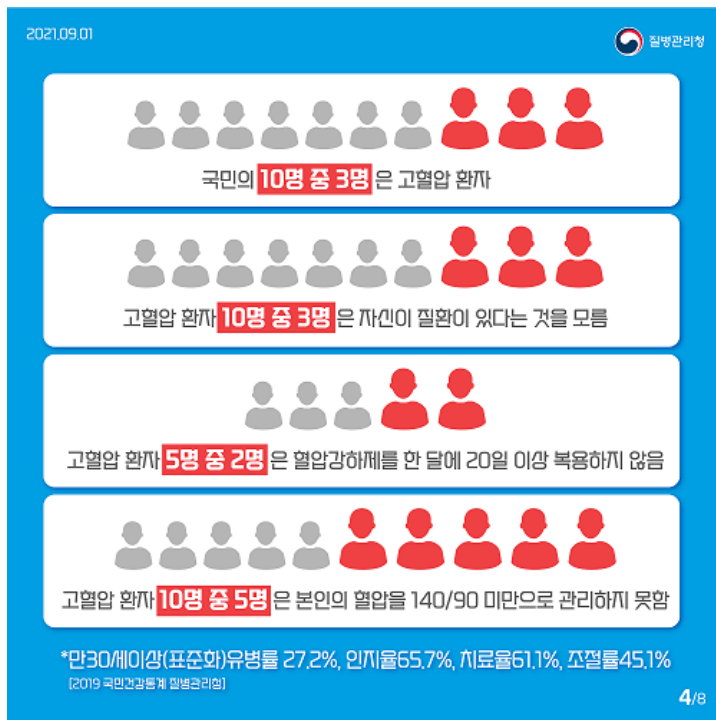 2021.09.01
질병관리청
국민의 10명 중 3명은 고혈압 환자
고혈압 환자 10명 중 3명은 자신이 질환이 있다는 것을 모름
고혈압 환자 5명 중 2명은 혈압강하제를 한 달에 20일 이상 복용하지 않음
고혈압 환자 10명 중 5명은 본인의 혈압을 140/90 미만으로 관리하지 못함
*만30세이상(표준화)유병률 27.2%, 인지율65.7%, 치료율61.1%, 조절률45.1%
[2019 국민건강통계 질병관리청]
4/8